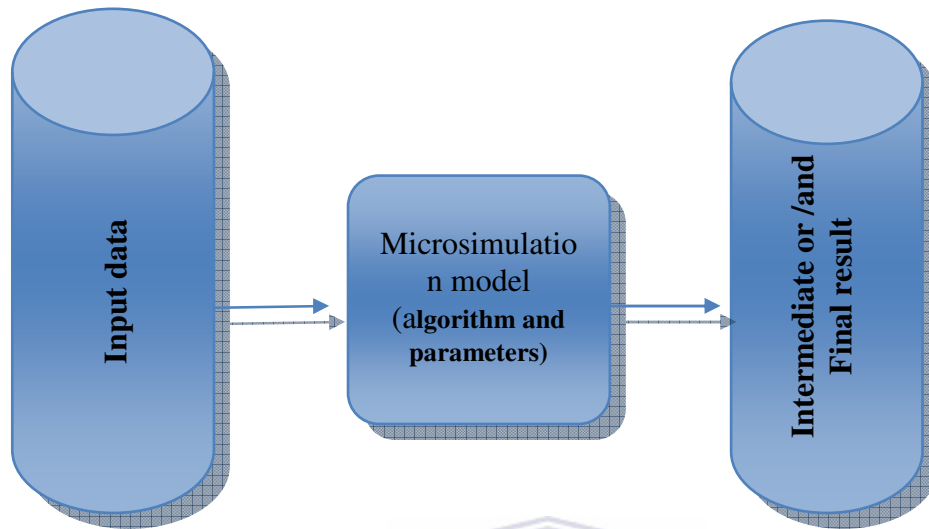 Input data
Microsimulatio
n model
(algorithm and
parameters)
Intermediate or /and
Final result